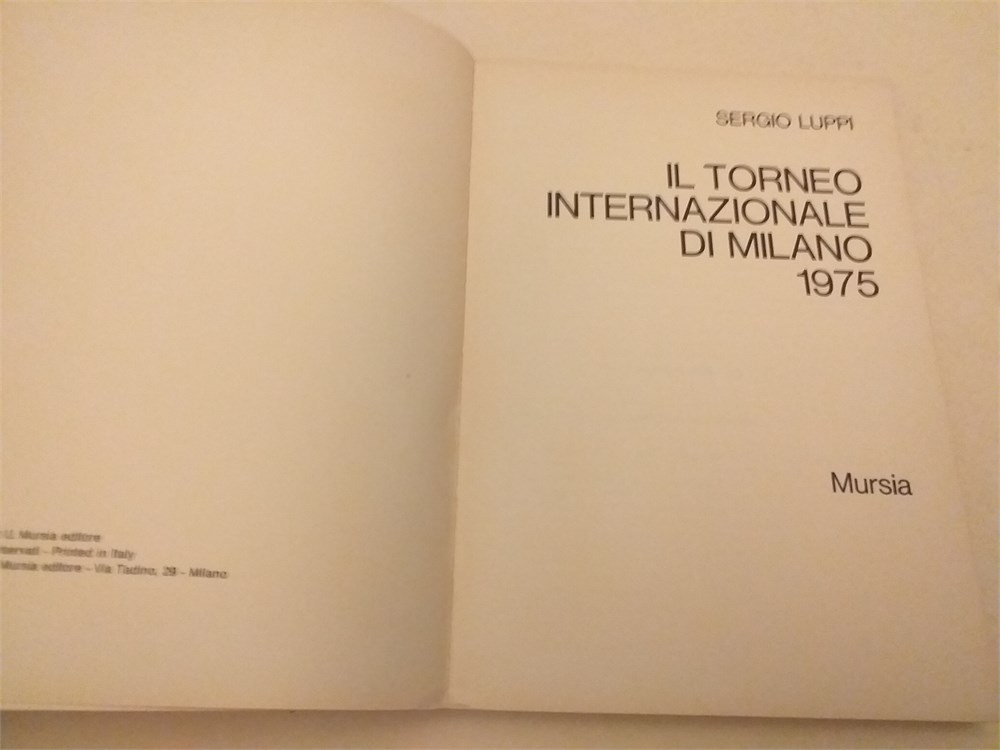 U. Mursia editore
servati - Printed in Italy
Mursia editore - Via Tadino, 29 - Milano
SERGIO LUPPI
IL TORNEO
INTERNAZIONALE
DI MILANO
1975
Mursia